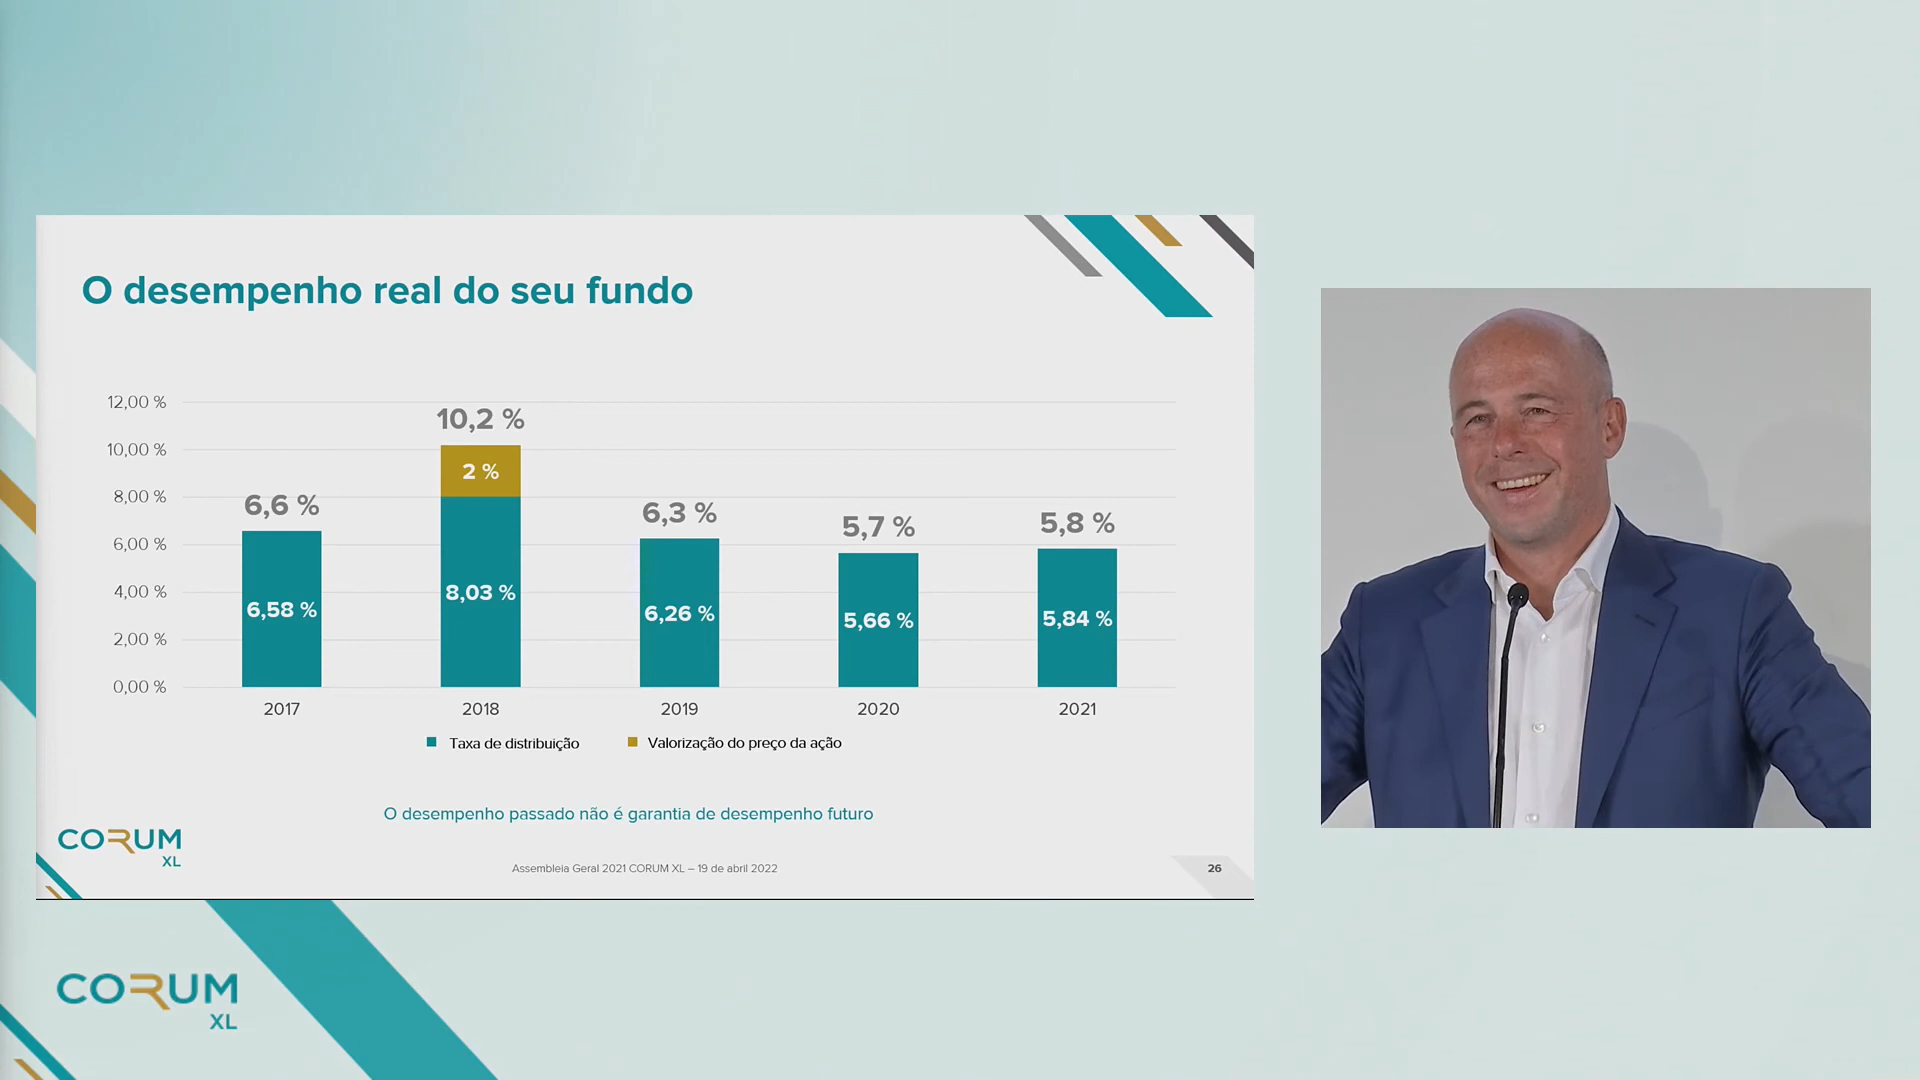 O desempenho real do seu fundo
12,00 %
10,00 %
8,00 %
6,00 %
4,00 %
2,00 %
0,00 %
6,6 %
10,2 %
6,3 %
5,7 %
5,8 %
2 %
6,58 %
8,03 %
6,26 %
5,66 %
5,84 %
2017
2018
2019
2020
2021
Taxa de distribuição
Valorização do preço da ação
O desempenho passado não é garantia de desempenho futuro
CORUM
XL
Assembleia Geral 2021 CORUM XL – 19 de abril 2022
26
CORUM
XL